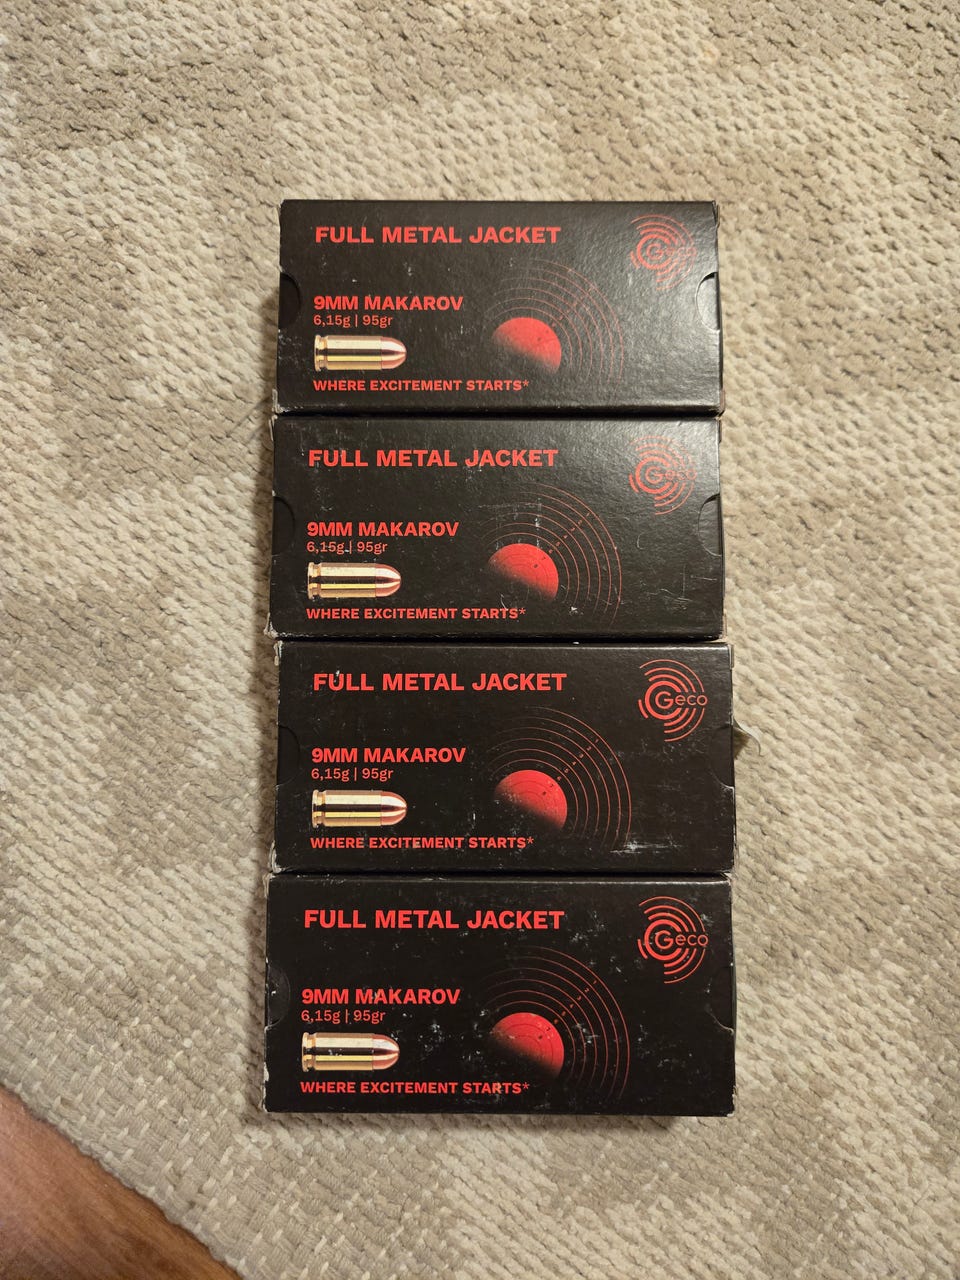 FULL METAL JACKET
Geco
9MM MAKAROV
6,15g | 95gr
WHERE EXCITEMENT STARTS*
FULL METAL JACKET
Geco
9MM MAKAROV
6,15g | 95gr
WHERE EXCITEMENT STARTS*
FULL METAL JACKET
Geco
9MM MAKAROV
6,15g | 95gr
WHERE EXCITEMENT STARTS*
FULL METAL JACKET
Geco
9MM MAKAROV
6,15g | 95gr
WHERE EXCITEMENT STARTS*